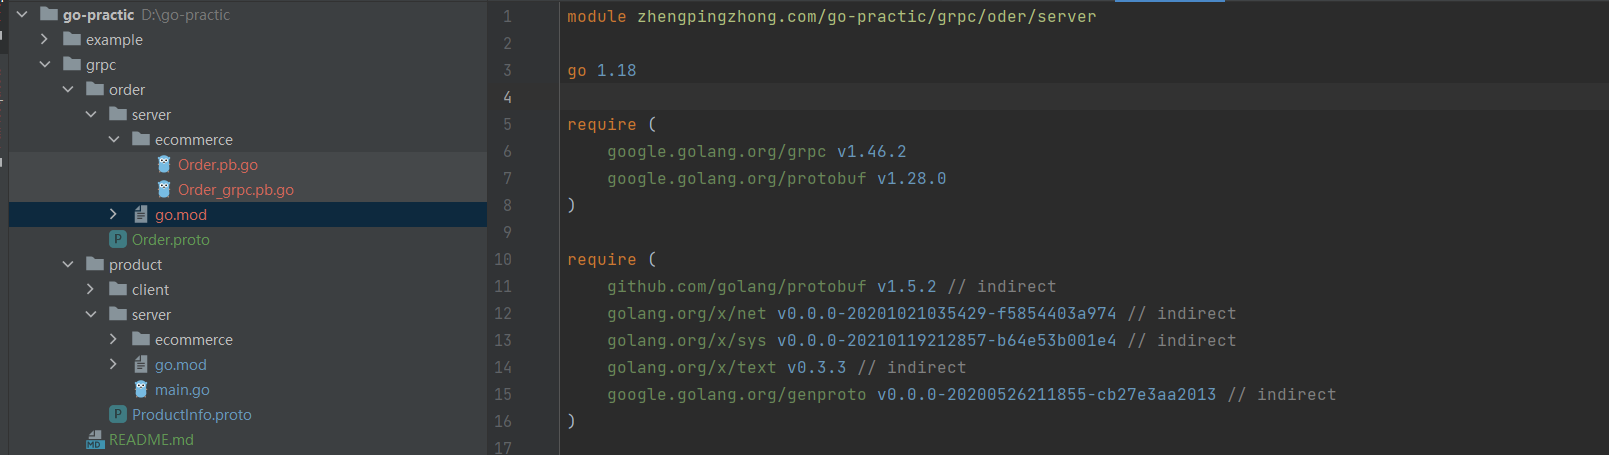 go-practic D:\go-practic
example
grpc
order
server
ecommerce
Order.pb.go
Order_grpc.pb.go
go.mod
Order.proto
product
client
server
ecommerce
go.mod
main.go
ProductInfo.proto
README.md
1 module zhengpingzhong.com/go-practic/grpc/oder/server
2
3 go 1.18
4
5 require (
6 google.golang.org/grpc v1.46.2
7 google.golang.org/protobuf v1.28.0
8 )
9
10 require (
11 github.com/golang/protobuf v1.5.2 // indirect
12 golang.org/x/net v0.0.0-20201021035429-f5854403a974 // indirect
13 golang.org/x/sys v0.0.0-20210119212857-b64e53b001e4 // indirect
14 golang.org/x/text v0.3.3 // indirect
15 google.golang.org/genproto v0.0.0-20200526211855-cb27e3aa2013 // indirect
16 )
17